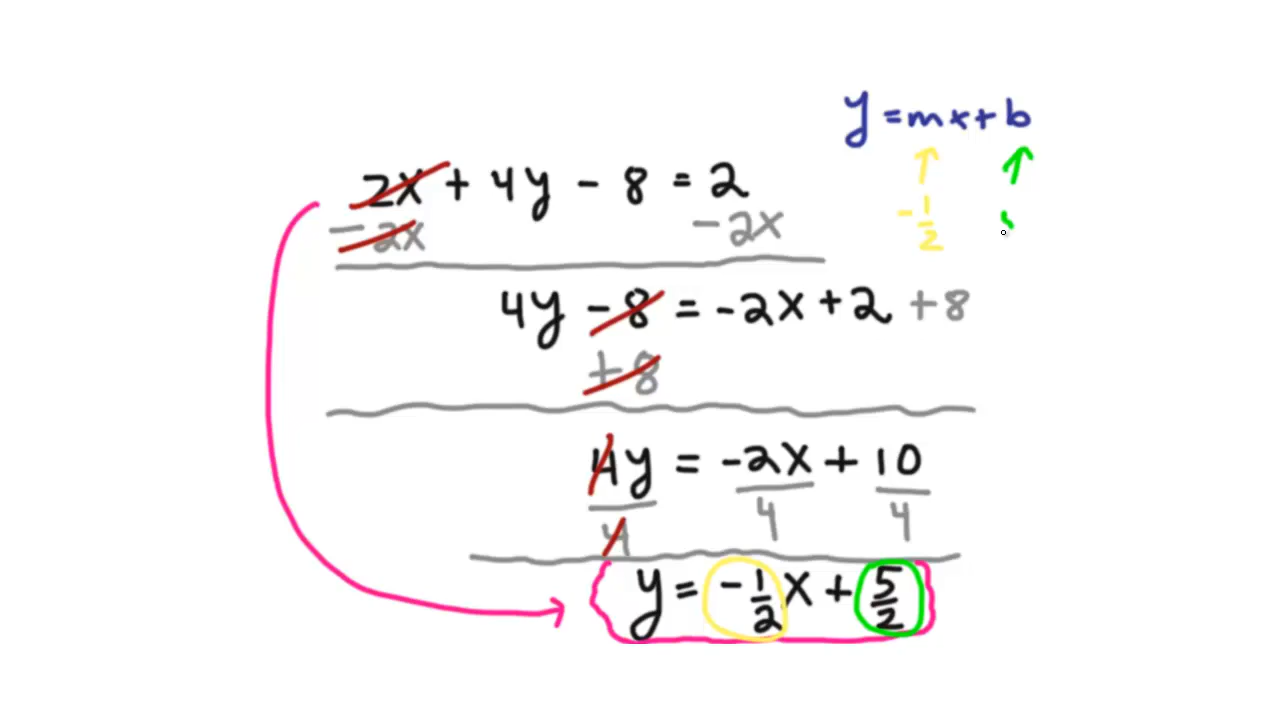 y = mx + b
2x + 4y - 8 = 2
- 2x - 2x
- 1/2
4y - 8 = -2x + 2 + 8
+ 8
4y = -2x + 10
4 4 4
y = - 1/2 x + 5/2